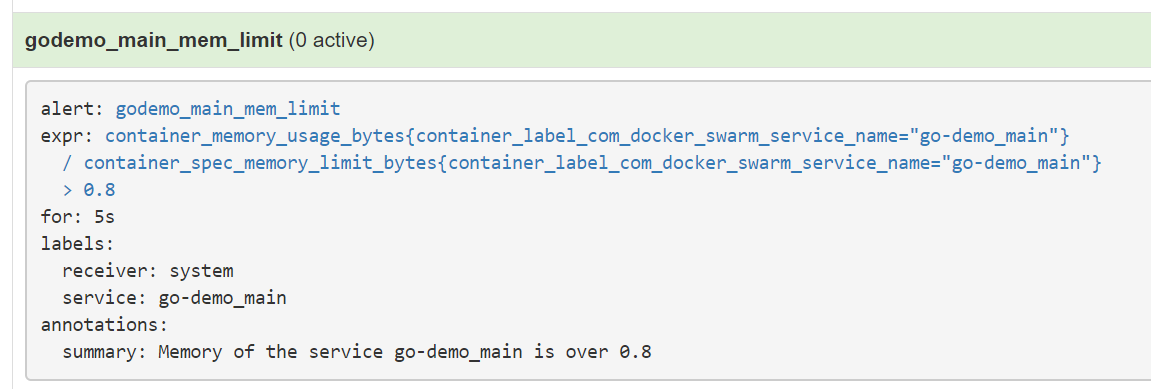 godemo_main_mem_limit (0 active)
alert: godemo_main_mem_limit
expr: container_memory_usage_bytes{container_label_com_docker_swarm_service_name="go-demo_main"}
  / container_spec_memory_limit_bytes{container_label_com_docker_swarm_service_name="go-demo_main"}
  > 0.8
for: 5s
labels:
  receiver: system
  service: go-demo_main
annotations:
  summary: Memory of the service go-demo_main is over 0.8